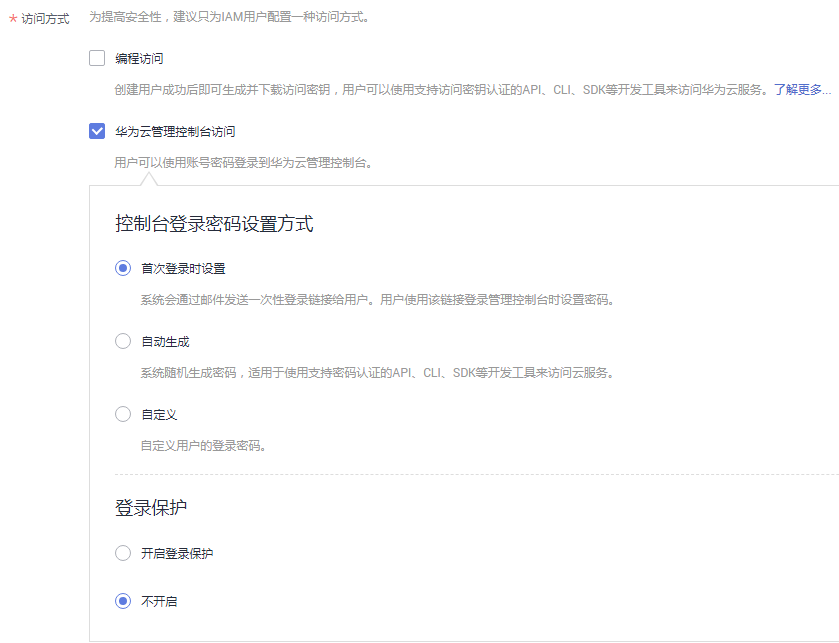 * 访问方式 为提高安全性，建议只为IAM用户配置一种访问方式。
编程访问
创建用户成功后即可生成并下载访问密钥，用户可以使用支持访问密钥认证的API、CLI、SDK等开发工具来访问华为云服务。了解更多...
华为云管理控制台访问
用户可以使用账号密码登录到华为云管理控制台。
控制台登录密码设置方式
首次登录时设置
系统会通过邮件发送一次性登录链接给用户。用户使用该链接登录管理控制台时设置密码。
自动生成
系统随机生成密码，适用于使用支持密码认证的API、CLI、SDK等开发工具来访问云服务。
自定义
自定义用户的登录密码。
登录保护
开启登录保护
不开启